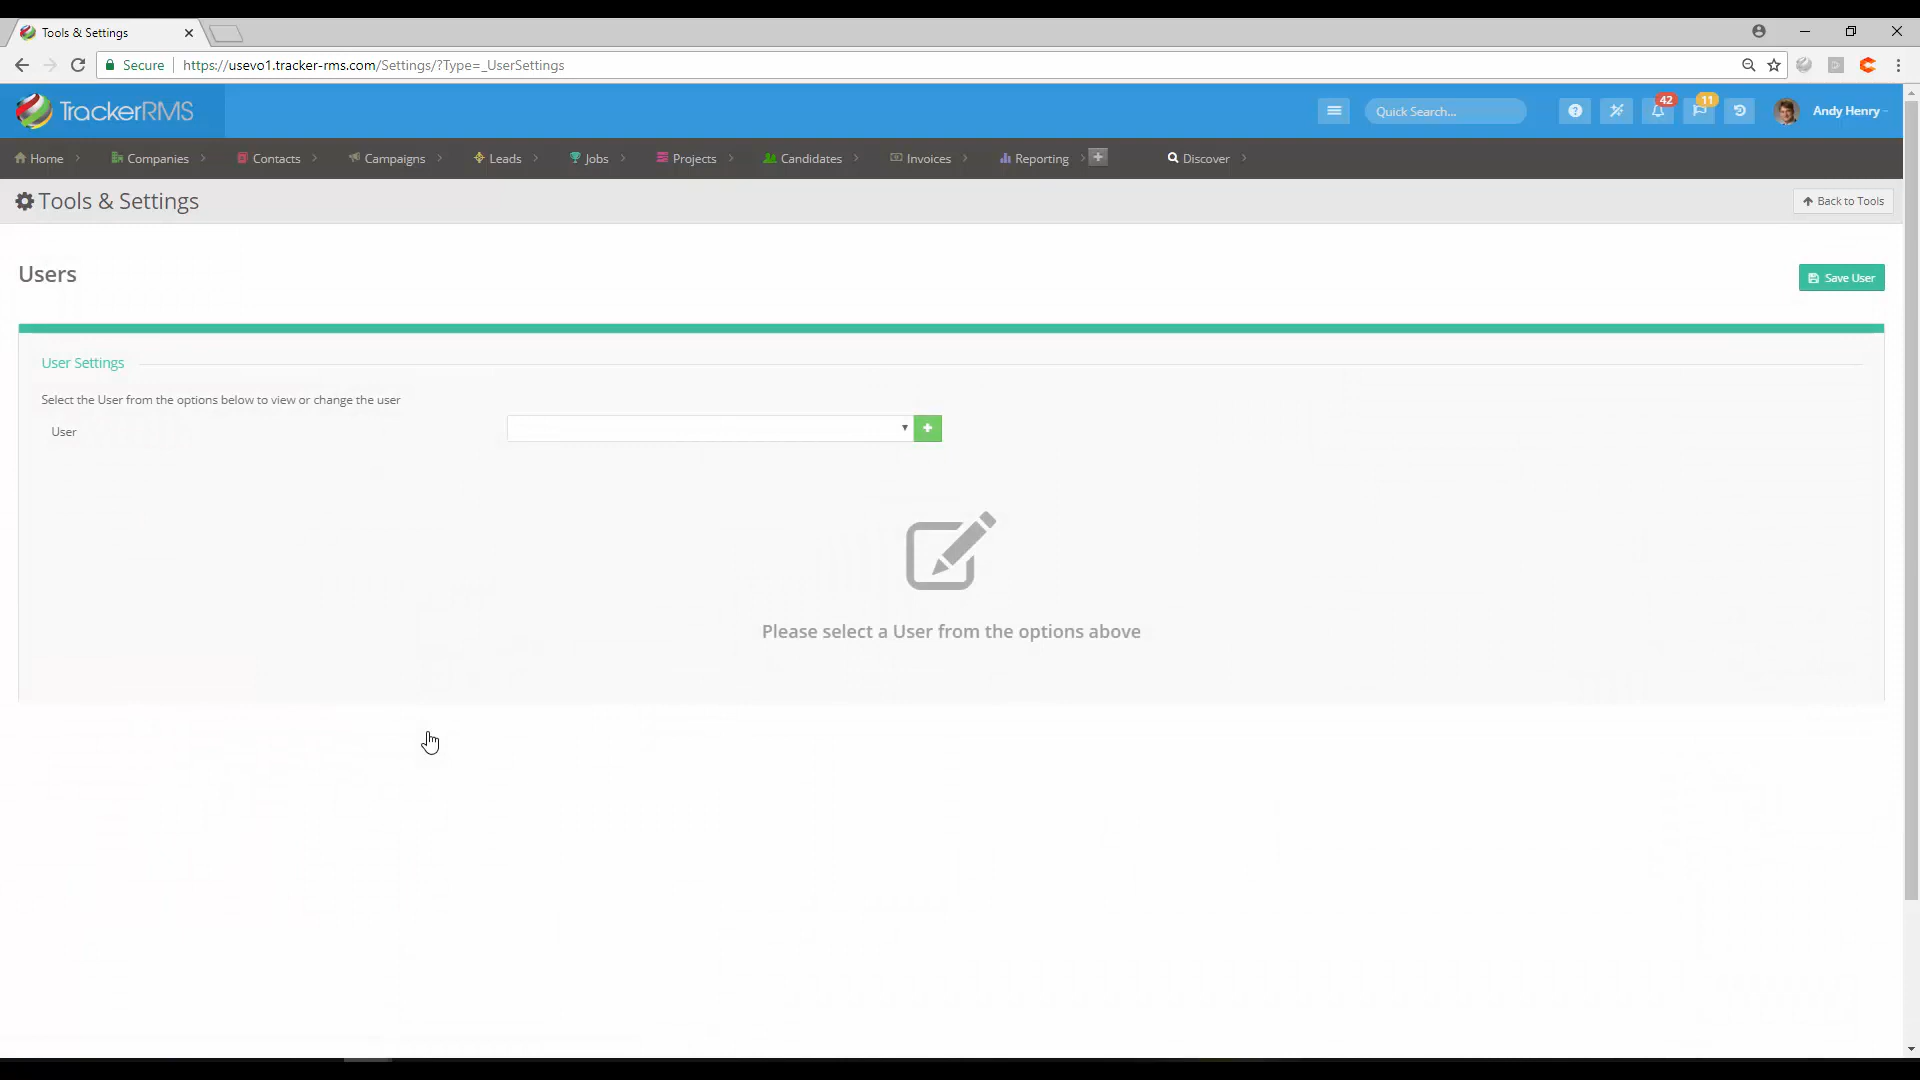 Tools & Settings
Secure https://usevo1.tracker-rms.com/Settings/?Type=_UserSettings
TrackerRMS Quick Search... 42 11 Andy Henry
Home Companies Contacts Campaigns Leads Jobs Projects Candidates Invoices Reporting Discover
Tools & Settings Back to Tools
Users Save User
User Settings
Select the User from the options below to view or change the user
User
Please select a User from the options above